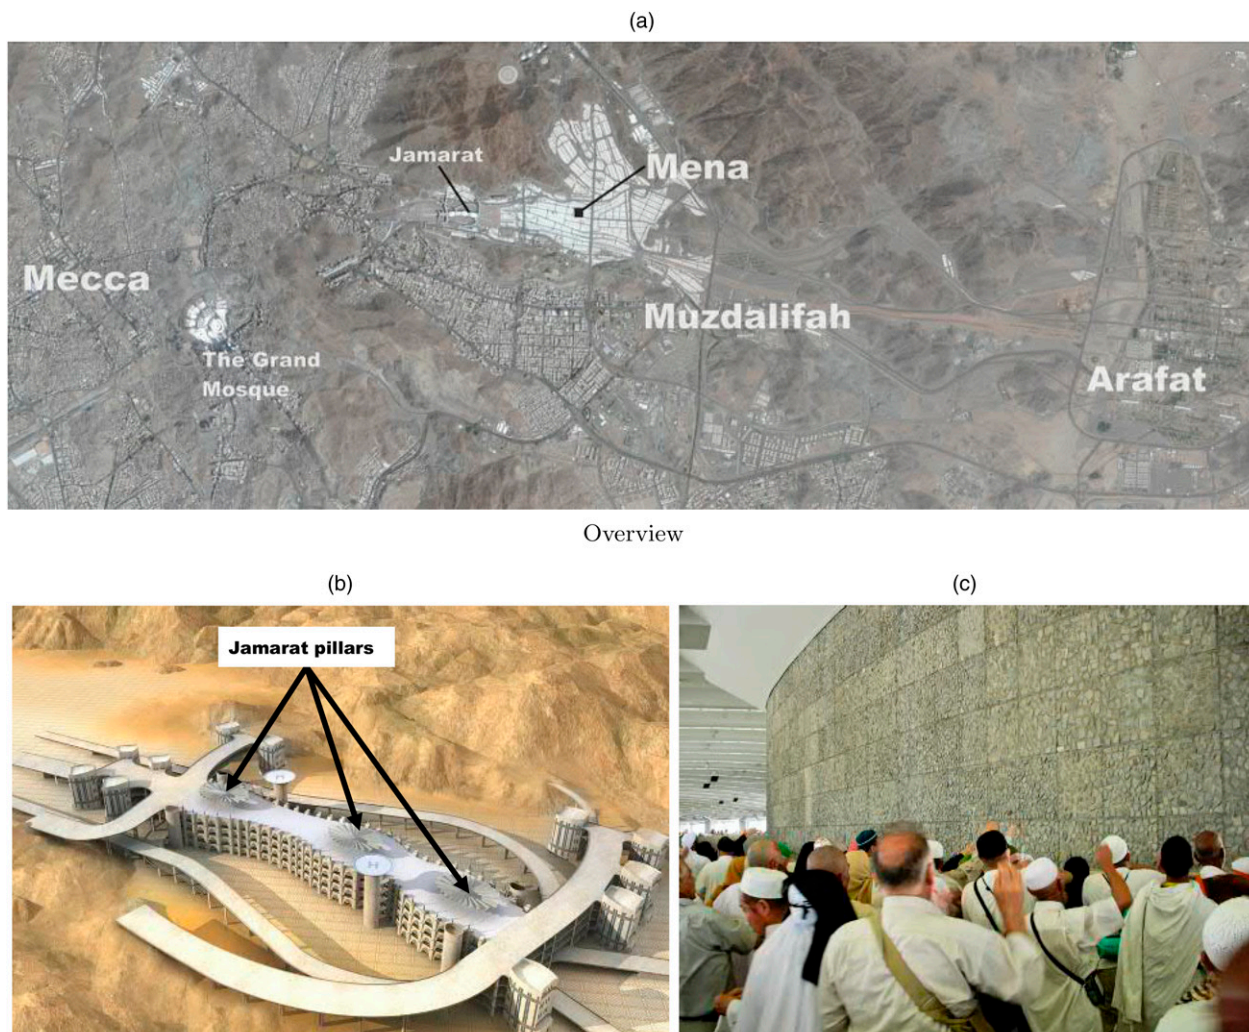 (a)
Jamarat
Mena
Mecca
Muzdalifah
The Grand
Mosque
Arafat
Overview
(b)
(c)
Jamarat pillars
H
H